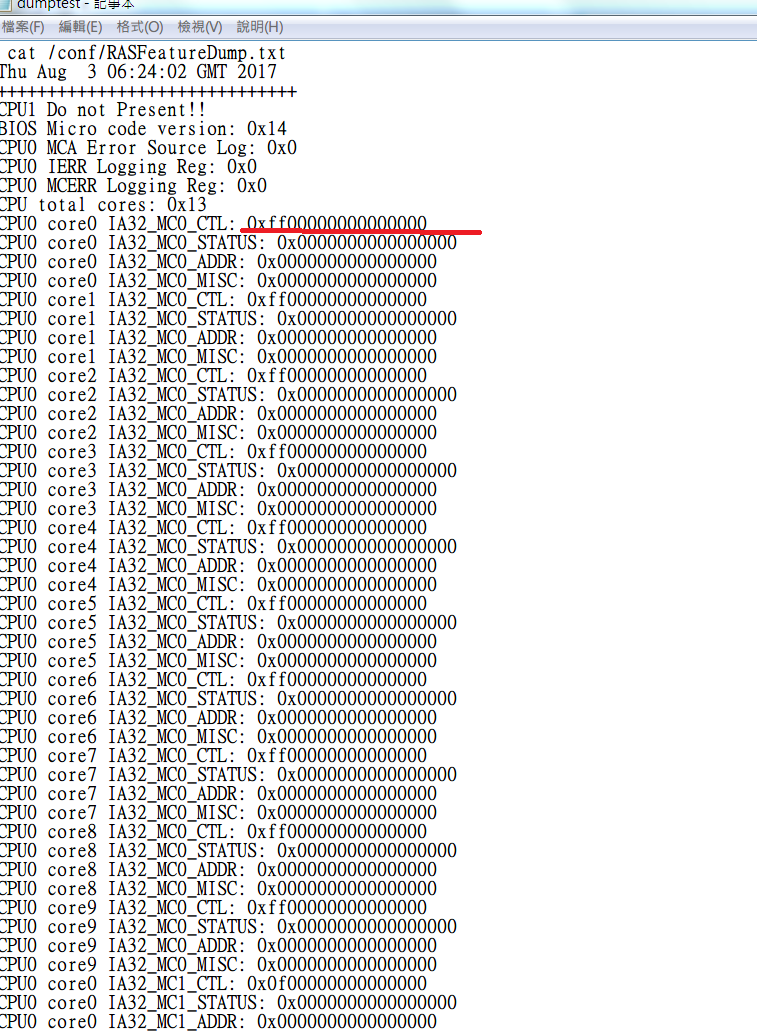 dumptest - 記事本
檔案(F) 編輯(E) 格式(O) 檢視(V) 說明(H)
cat /conf/RASFeatureDump.txt
Thu Aug  3 06:24:02 GMT 2017
++++++++++++++++++++++++++++++
CPU1 Do not Present!!
BIOS Micro code version: 0x14
CPU0 MCA Error Source Log: 0x0
CPU0 IERR Logging Reg: 0x0
CPU0 MCERR Logging Reg: 0x0
CPU total cores: 0x13
CPU0 core0 IA32_MC0_CTL: 0xff00000000000000
CPU0 core0 IA32_MC0_STATUS: 0x0000000000000000
CPU0 core0 IA32_MC0_ADDR: 0x0000000000000000
CPU0 core0 IA32_MC0_MISC: 0x0000000000000000
CPU0 core1 IA32_MC0_CTL: 0xff00000000000000
CPU0 core1 IA32_MC0_STATUS: 0x0000000000000000
CPU0 core1 IA32_MC0_ADDR: 0x0000000000000000
CPU0 core1 IA32_MC0_MISC: 0x0000000000000000
CPU0 core2 IA32_MC0_CTL: 0xff00000000000000
CPU0 core2 IA32_MC0_STATUS: 0x0000000000000000
CPU0 core2 IA32_MC0_ADDR: 0x0000000000000000
CPU0 core2 IA32_MC0_MISC: 0x0000000000000000
CPU0 core3 IA32_MC0_CTL: 0xff00000000000000
CPU0 core3 IA32_MC0_STATUS: 0x0000000000000000
CPU0 core3 IA32_MC0_ADDR: 0x0000000000000000
CPU0 core3 IA32_MC0_MISC: 0x0000000000000000
CPU0 core4 IA32_MC0_CTL: 0xff00000000000000
CPU0 core4 IA32_MC0_STATUS: 0x0000000000000000
CPU0 core4 IA32_MC0_ADDR: 0x0000000000000000
CPU0 core4 IA32_MC0_MISC: 0x0000000000000000
CPU0 core5 IA32_MC0_CTL: 0xff00000000000000
CPU0 core5 IA32_MC0_STATUS: 0x0000000000000000
CPU0 core5 IA32_MC0_ADDR: 0x0000000000000000
CPU0 core5 IA32_MC0_MISC: 0x0000000000000000
CPU0 core6 IA32_MC0_CTL: 0xff00000000000000
CPU0 core6 IA32_MC0_STATUS: 0x0000000000000000
CPU0 core6 IA32_MC0_ADDR: 0x0000000000000000
CPU0 core6 IA32_MC0_MISC: 0x0000000000000000
CPU0 core7 IA32_MC0_CTL: 0xff00000000000000
CPU0 core7 IA32_MC0_STATUS: 0x0000000000000000
CPU0 core7 IA32_MC0_ADDR: 0x0000000000000000
CPU0 core7 IA32_MC0_MISC: 0x0000000000000000
CPU0 core8 IA32_MC0_CTL: 0xff00000000000000
CPU0 core8 IA32_MC0_STATUS: 0x0000000000000000
CPU0 core8 IA32_MC0_ADDR: 0x0000000000000000
CPU0 core8 IA32_MC0_MISC: 0x0000000000000000
CPU0 core9 IA32_MC0_CTL: 0xff00000000000000
CPU0 core9 IA32_MC0_STATUS: 0x0000000000000000
CPU0 core9 IA32_MC0_ADDR: 0x0000000000000000
CPU0 core9 IA32_MC0_MISC: 0x0000000000000000
CPU0 core0 IA32_MC1_CTL: 0x0f00000000000000
CPU0 core0 IA32_MC1_STATUS: 0x0000000000000000
CPU0 core0 IA32_MC1_ADDR: 0x0000000000000000